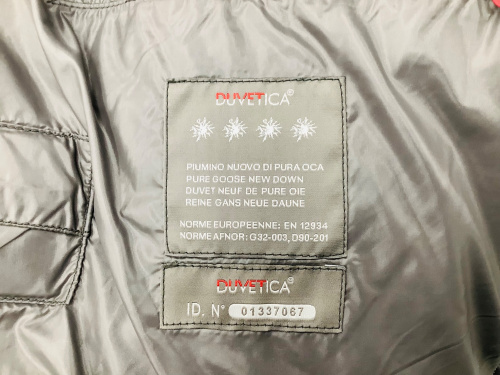 DUVETICA®
PIUMINO NUOVO DI PURA OCA
PURE GOOSE NEW DOWN
DUVET NEUF DE PURE OIE
REINE GANS NEUE DAUNE
NORME EUROPEENNE: EN 12934
NORME AFNOR: G32-003, D90-201
DUVETICA®
ID. N° 01337067